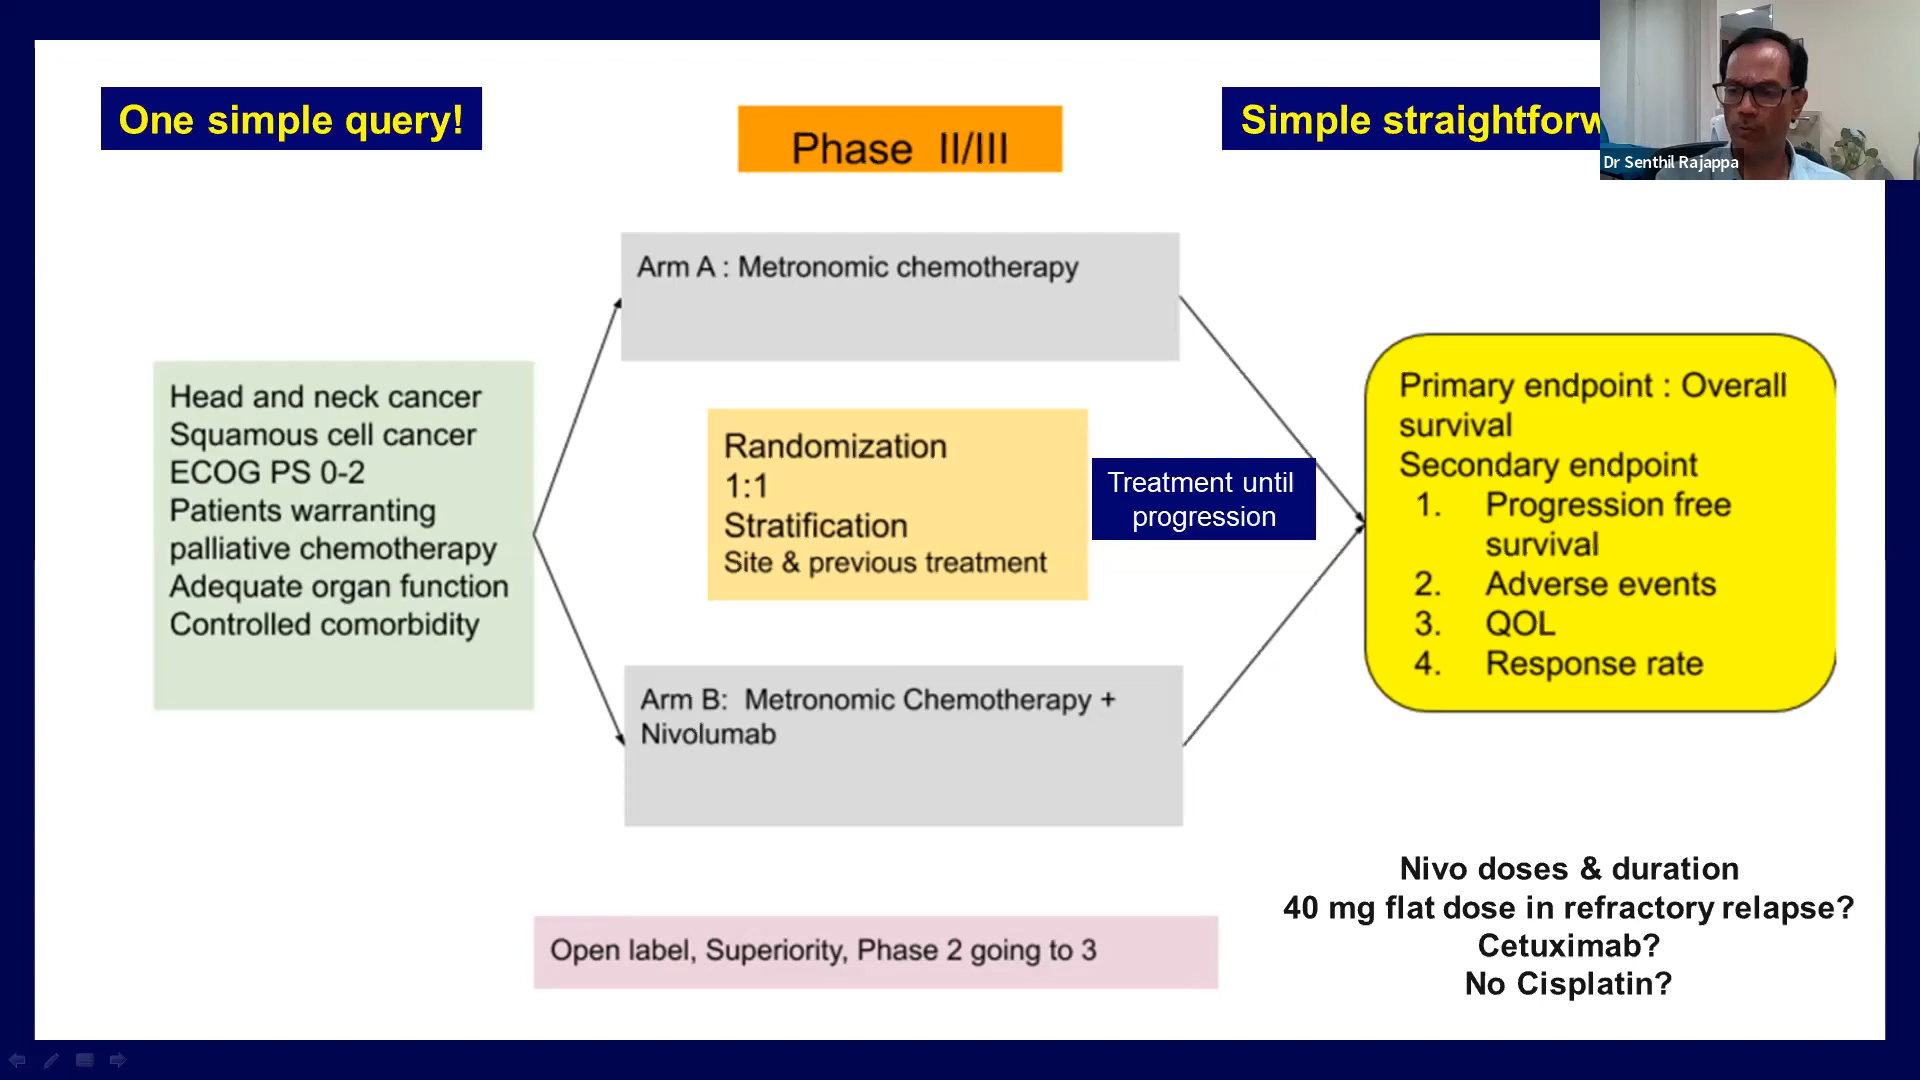 One simple query!
Phase II/III
Simple straightforw
Dr Senthil Rajappa
Arm A : Metronomic chemotherapy
Head and neck cancer
Squamous cell cancer
ECOG PS 0-2
Patients warranting
palliative chemotherapy
Adequate organ function
Controlled comorbidity
Randomization
1:1
Stratification
Site & previous treatment
Treatment until
progression
Primary endpoint : Overall
survival
Secondary endpoint
1. Progression free
survival
2. Adverse events
3. QOL
4. Response rate
Arm B: Metronomic Chemotherapy +
Nivolumab
Open label, Superiority, Phase 2 going to 3
Nivo doses & duration
40 mg flat dose in refractory relapse?
Cetuximab?
No Cisplatin?